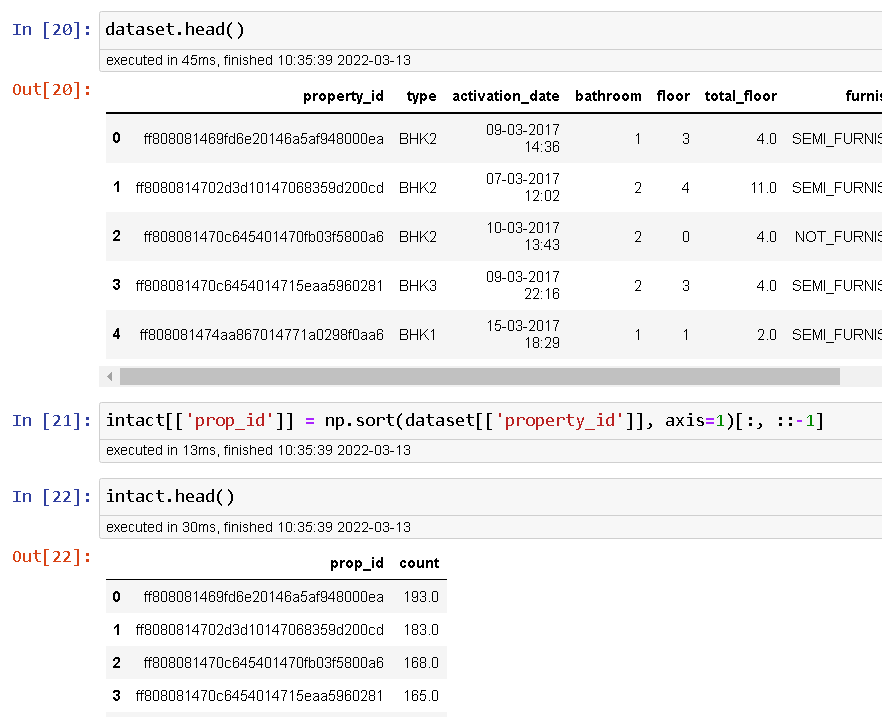 In [20]: dataset.head()
executed in 45ms, finished 10:35:39 2022-03-13
Out[20]:
property_id type activation_date bathroom floor total_floor furnis
0 ff808081469fd6e20146a5af948000ea BHK2 09-03-2017 14:36 1 3 4.0 SEMI_FURNIS
1 ff8080814702d3d10147068359d200cd BHK2 07-03-2017 12:02 2 4 11.0 SEMI_FURNIS
2 ff808081470c645401470fb03f5800a6 BHK2 10-03-2017 13:43 2 0 4.0 NOT_FURNIS
3 ff808081470c6454014715eaa5960281 BHK3 09-03-2017 22:16 2 3 4.0 SEMI_FURNIS
4 ff808081474aa867014771a0298f0aa6 BHK1 15-03-2017 18:29 1 1 2.0 SEMI_FURNIS
In [21]: intact[['prop_id']] = np.sort(dataset[['property_id']], axis=1)[:, ::-1]
executed in 13ms, finished 10:35:39 2022-03-13
In [22]: intact.head()
executed in 30ms, finished 10:35:39 2022-03-13
Out[22]:
prop_id count
0 ff808081469fd6e20146a5af948000ea 193.0
1 ff8080814702d3d10147068359d200cd 183.0
2 ff808081470c645401470fb03f5800a6 168.0
3 ff808081470c6454014715eaa5960281 165.0